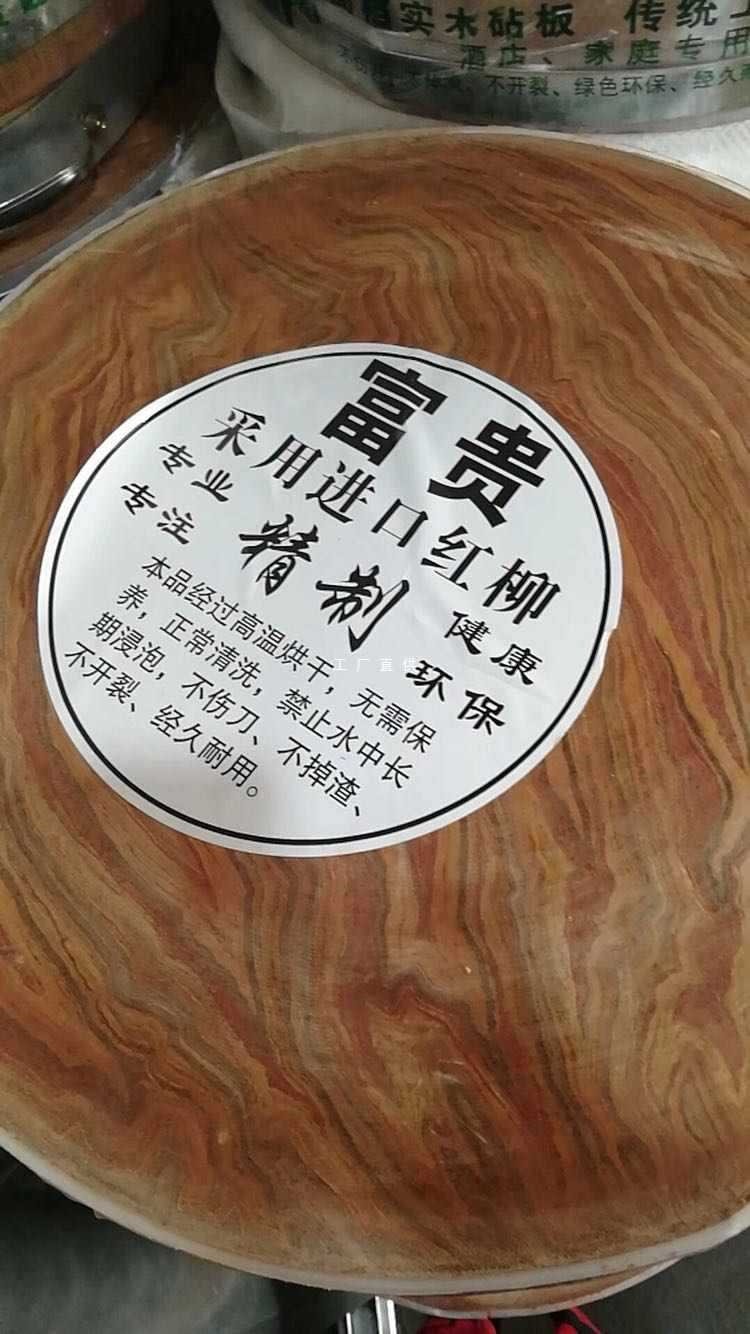 实木砧板 传统
酒店、家庭专用
不开裂、绿色环保、经久
富贵
采用进口红柳
专业
专注
精制
健康
环保
本品经过高温烘干，无需保
养，正常清洗，禁止水中长
期浸泡，不伤刀、不掉渣、
不开裂、经久耐用。
工厂直供